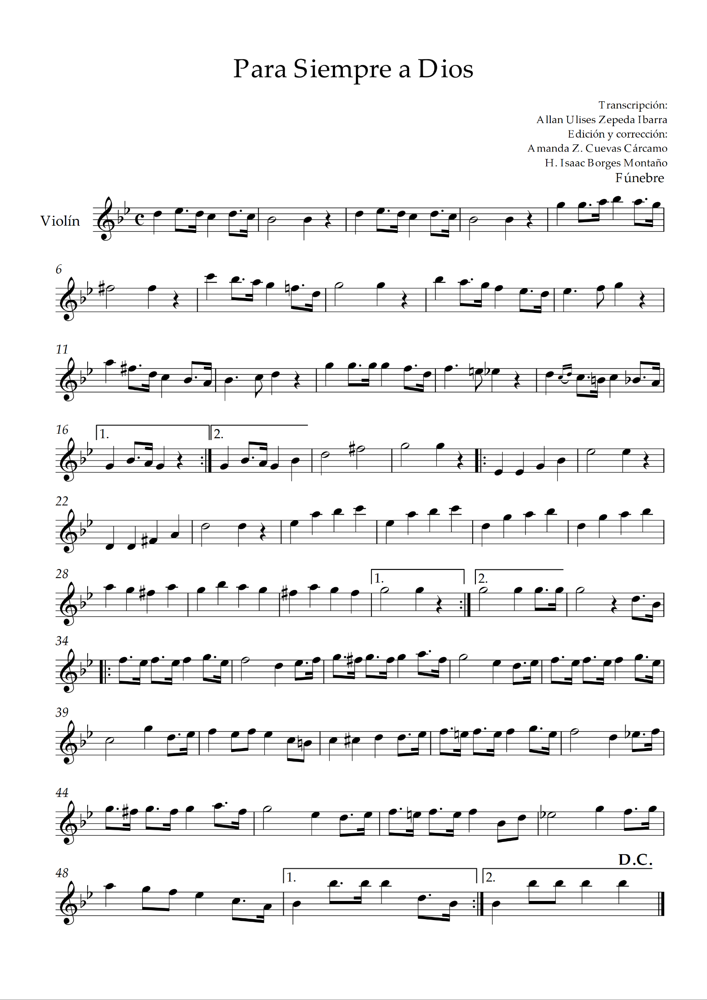 Para Siempre a Dios
Transcripción:
Allan Ulises Zepeda Ibarra
Edición y corrección:
Amanda Z. Cuevas Cárcamo
H. Isaac Borges Montaño
Fúnebre
Violín
6
11
16
1.
2.
22
28
1.
2.
34
39
44
D.C.
48
1.
2.